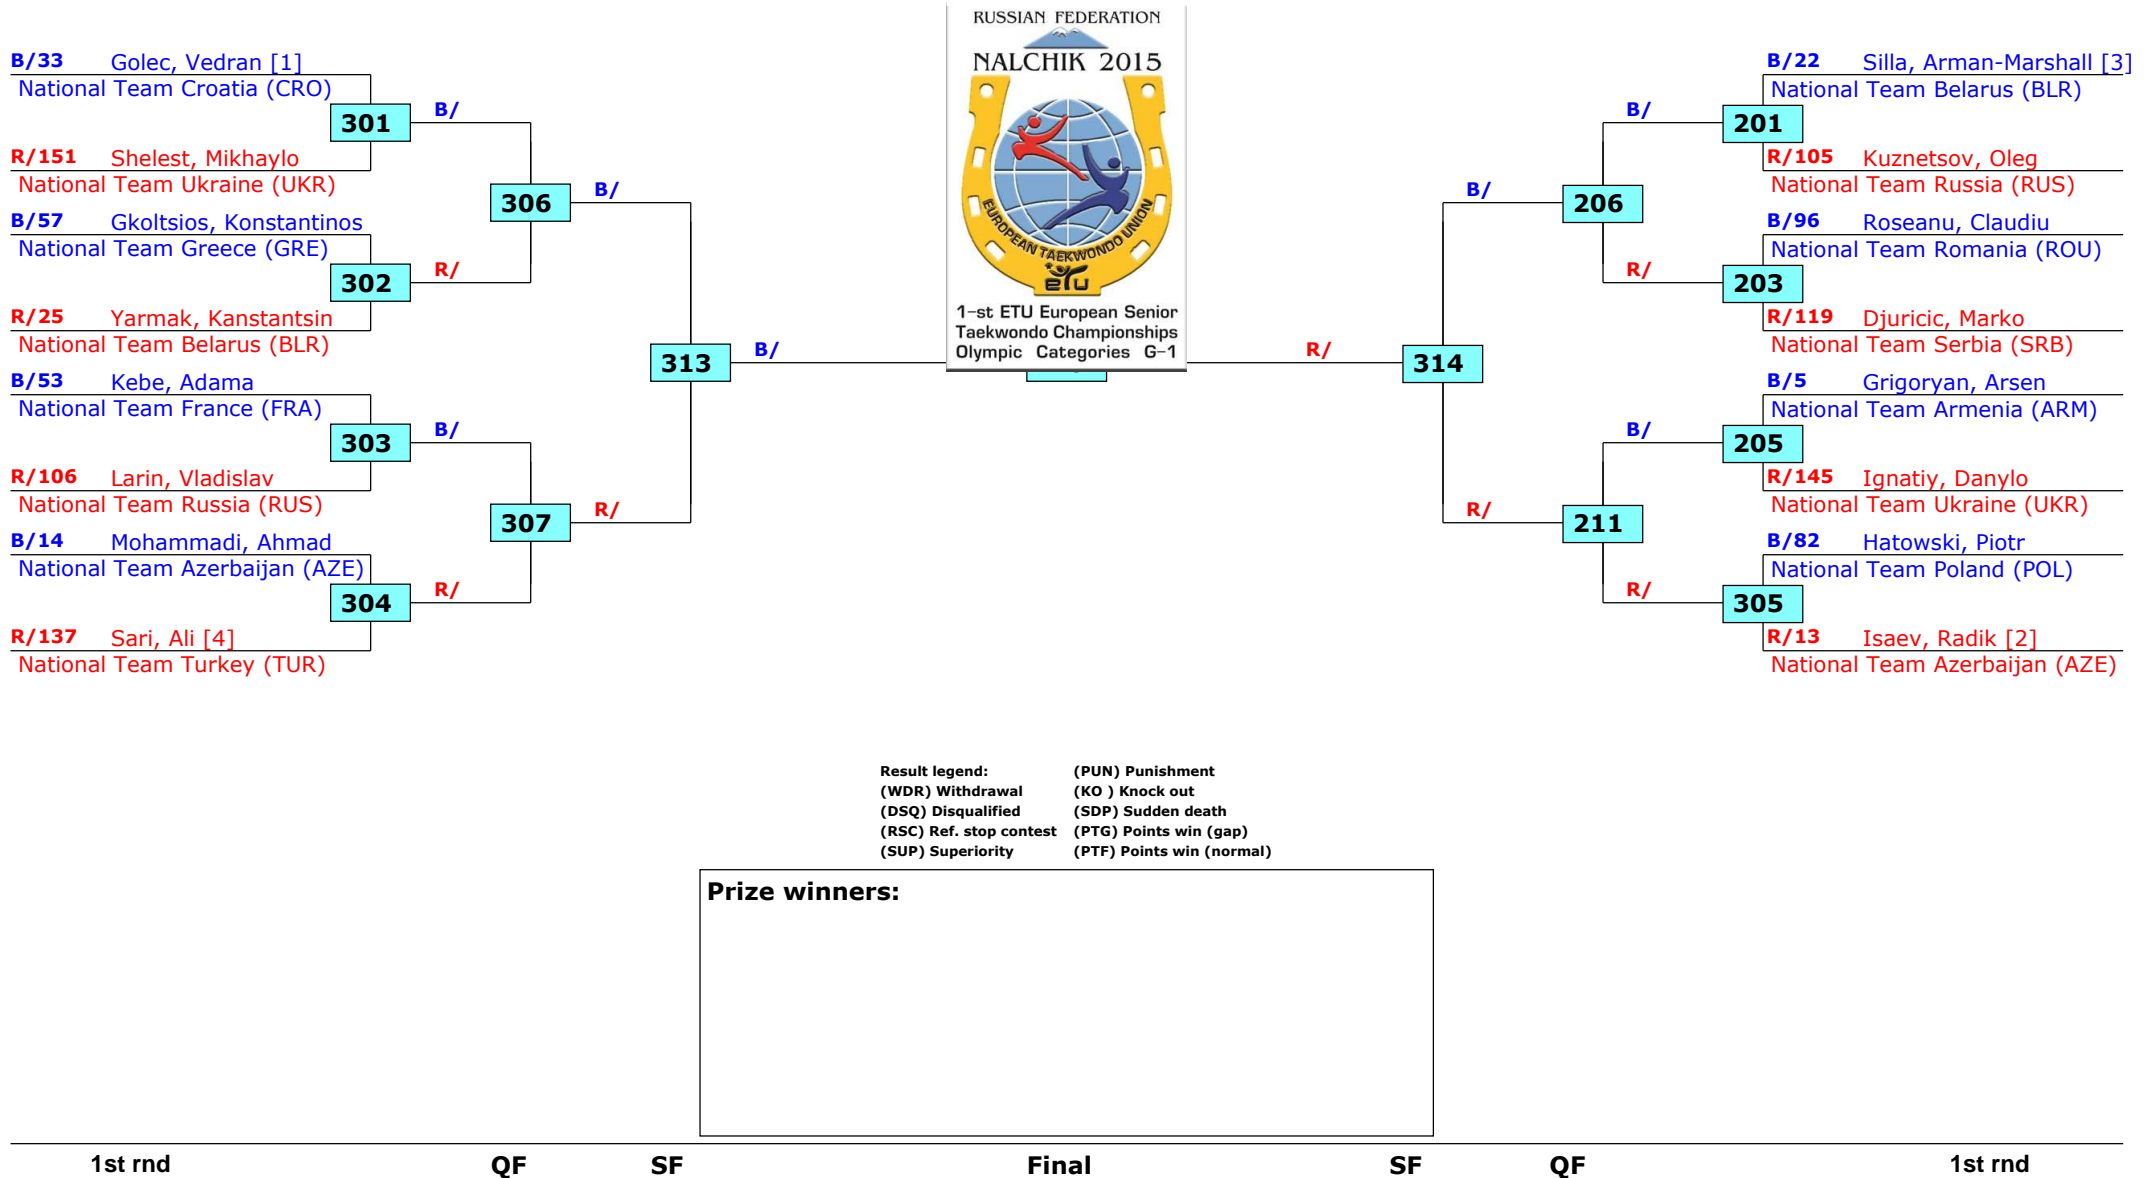 RUSSIAN FEDERATION
NALCHIK 2015
EUROPEAN TAEKWONDO UNION
eTu
1-st ETU European Senior
Taekwondo Championships
Olympic Categories G-1
B/33 Golec, Vedran [1]
National Team Croatia (CRO)
301
B/
R/151 Shelest, Mikhaylo
National Team Ukraine (UKR)
306
B/
B/57 Gkoltsios, Konstantinos
National Team Greece (GRE)
302
R/
R/25 Yarmak, Kanstantsin
National Team Belarus (BLR)
313
B/
B/53 Kebe, Adama
National Team France (FRA)
303
B/
R/106 Larin, Vladislav
National Team Russia (RUS)
307
R/
B/14 Mohammadi, Ahmad
National Team Azerbaijan (AZE)
304
R/
R/137 Sari, Ali [4]
National Team Turkey (TUR)
B/22 Silla, Arman-Marshall [3]
National Team Belarus (BLR)
B/
201
R/105 Kuznetsov, Oleg
National Team Russia (RUS)
B/
206
B/96 Roseanu, Claudiu
National Team Romania (ROU)
R/
203
R/119 Djuricic, Marko
National Team Serbia (SRB)
R/
314
B/5 Grigoryan, Arsen
National Team Armenia (ARM)
B/
205
R/145 Ignatiy, Danylo
National Team Ukraine (UKR)
R/
211
B/82 Hatowski, Piotr
National Team Poland (POL)
R/
305
R/13 Isaev, Radik [2]
National Team Azerbaijan (AZE)
Result legend: (PUN) Punishment
(WDR) Withdrawal (KO ) Knock out
(DSQ) Disqualified (SDP) Sudden death
(RSC) Ref. stop contest (PTG) Points win (gap)
(SUP) Superiority (PTF) Points win (normal)
Prize winners:
1st rnd QF SF Final SF QF 1st rnd